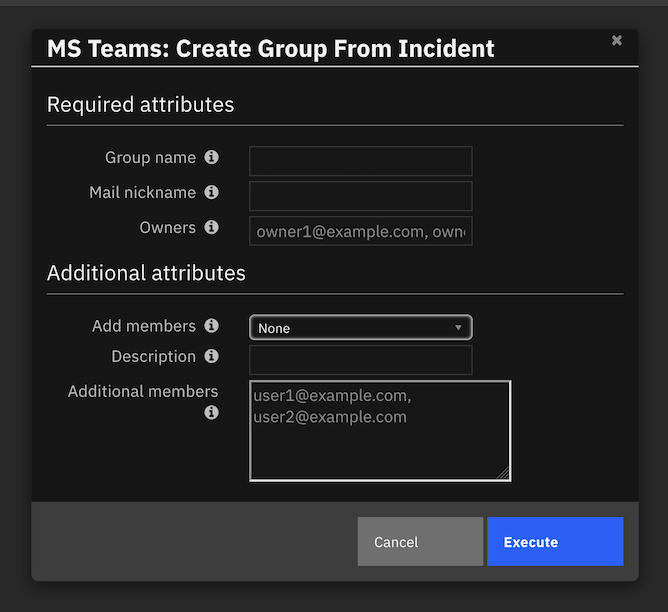 MS Teams: Create Group From Incident
Required attributes
Group name
Mail nickname
Owners
owner1@example.com, own
Additional attributes
Add members
None
Description
Additional members
user1@example.com,
user2@example.com
Cancel
Execute